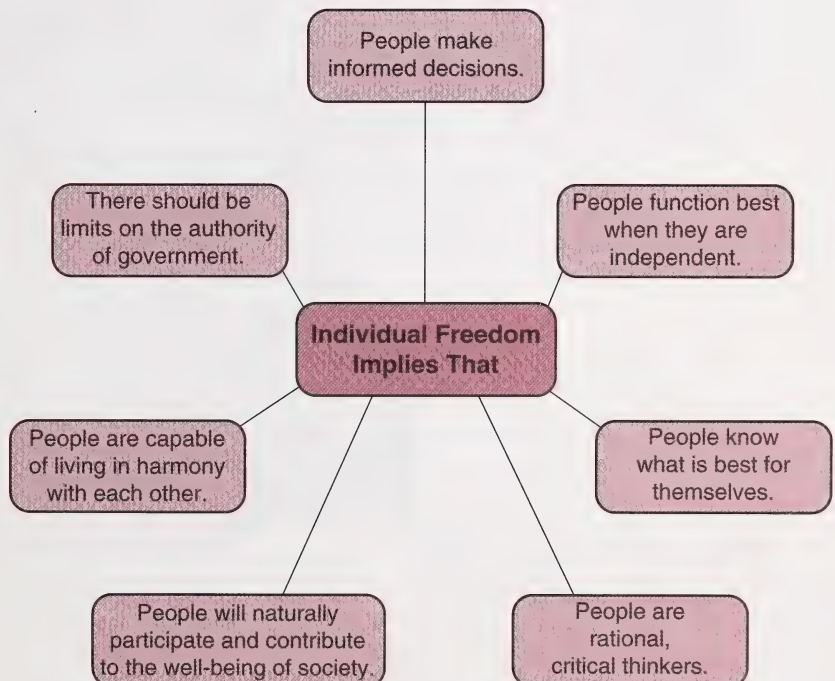 People make
informed decisions.
There should be
limits on the authority
of government.
People function best
when they are
independent.
Individual Freedom
Implies That
People are capable
of living in harmony
with each other.
People know
what is best for
themselves.
People will naturally
participate and contribute
to the well-being of society.
People are
rational,
critical thinkers.